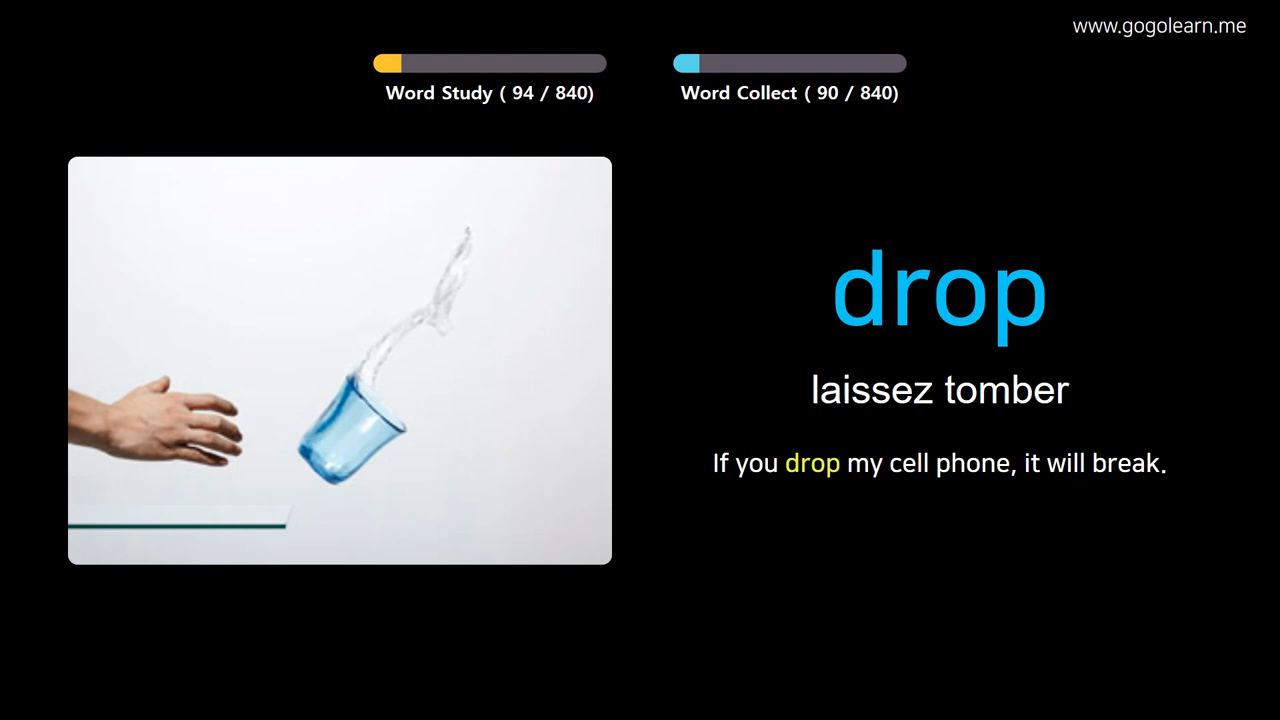 www.gogolearn.me
Word Study ( 94 / 840)
Word Collect ( 90 / 840)
drop
laissez tomber
If you drop my cell phone, it will break.